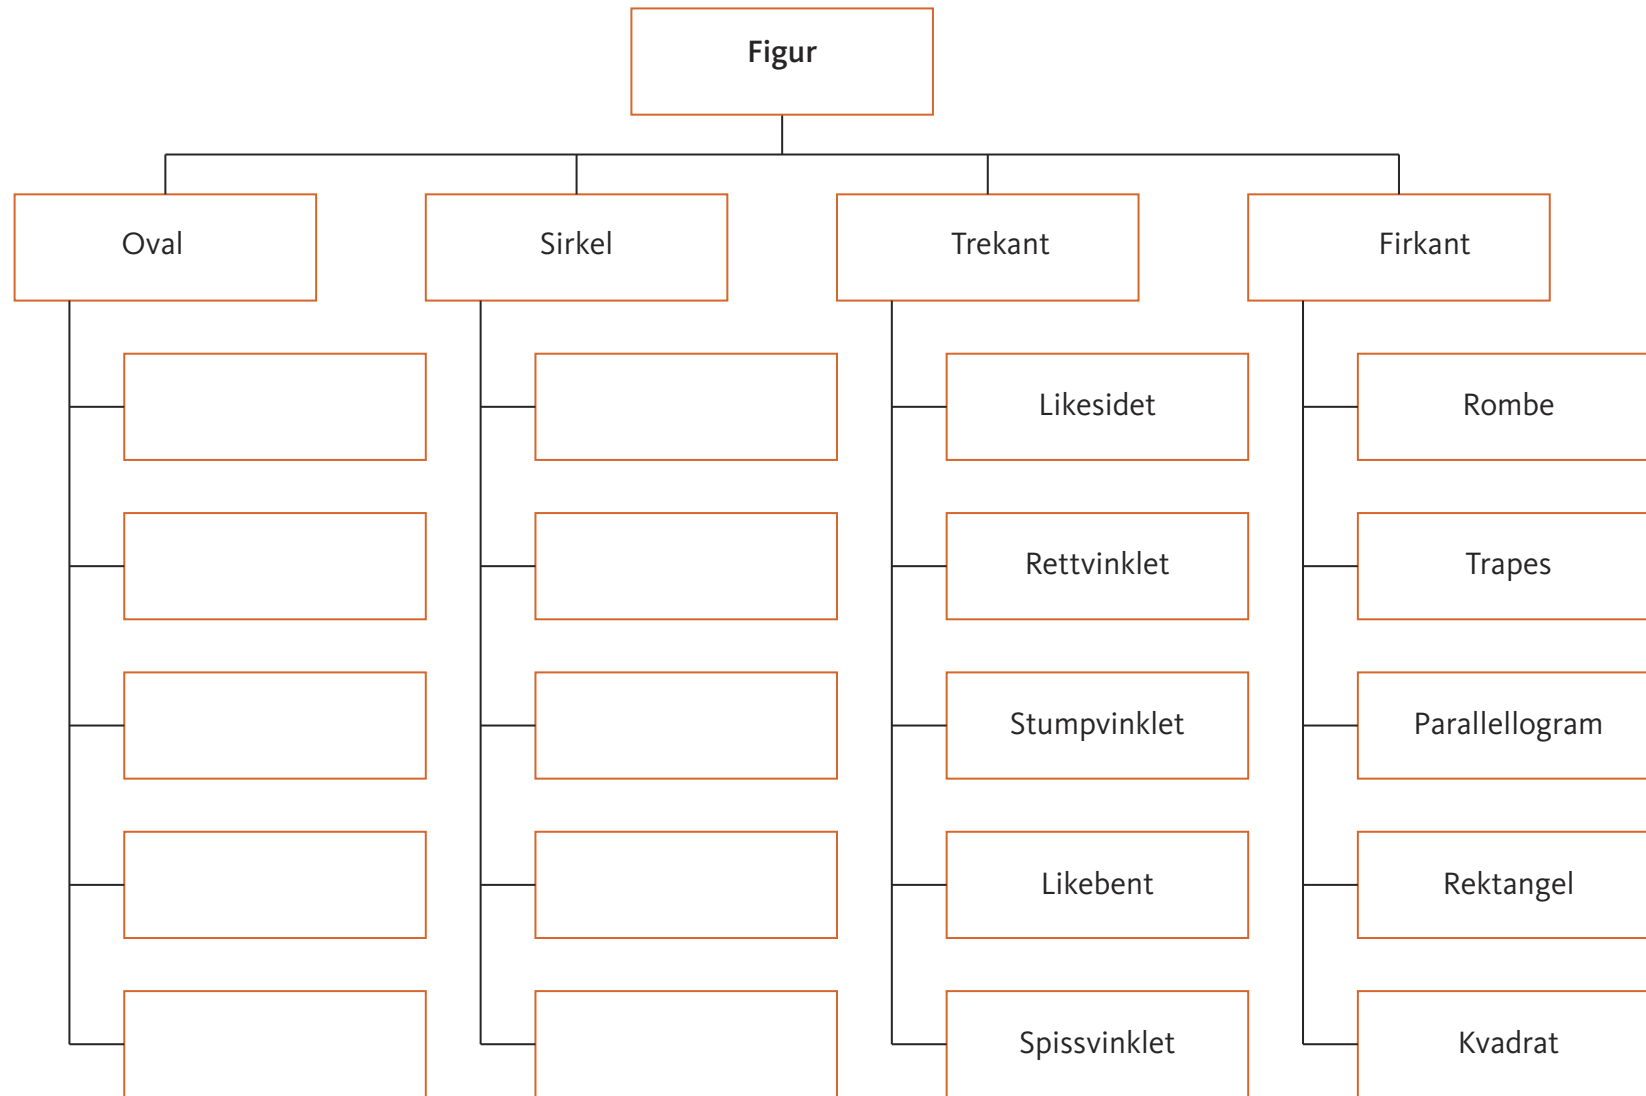 Figur
Oval
Sirkel
Trekant
Firkant
Likesidet
Rombe
Rettvinklet
Trapes
Stumpvinklet
Parallellogram
Likebent
Rektangel
Spissvinklet
Kvadrat